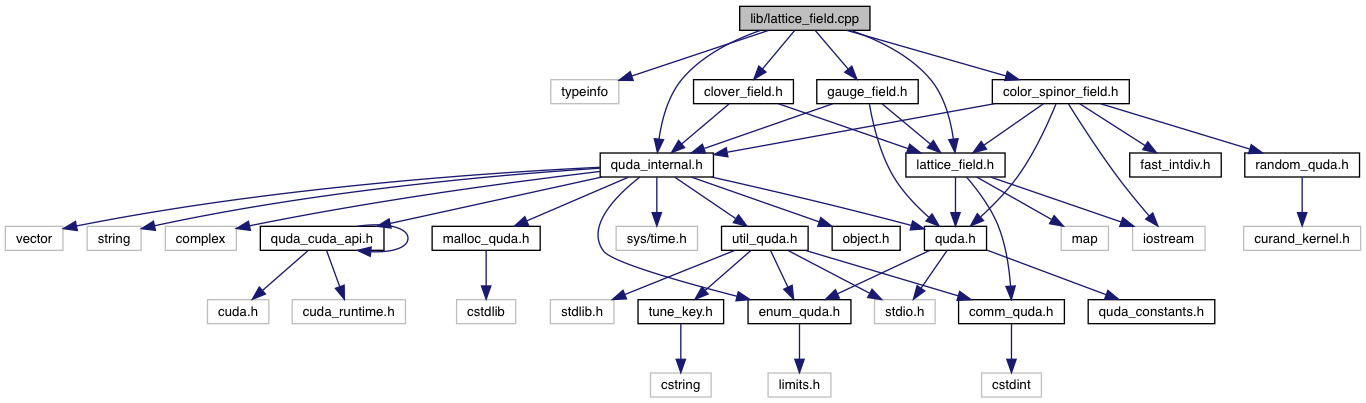 lib/lattice_field.cpp
typeinfo
clover_field.h
gauge_field.h
color_spinor_field.h
quda_internal.h
lattice_field.h
fast_intdiv.h
random_quda.h
vector
string
complex
quda_cuda_api.h
malloc_quda.h
sys/time.h
util_quda.h
object.h
quda.h
map
iostream
curand_kernel.h
cuda.h
cuda_runtime.h
cstdlib
stdlib.h
tune_key.h
enum_quda.h
stdio.h
comm_quda.h
quda_constants.h
cstring
limits.h
cstdint